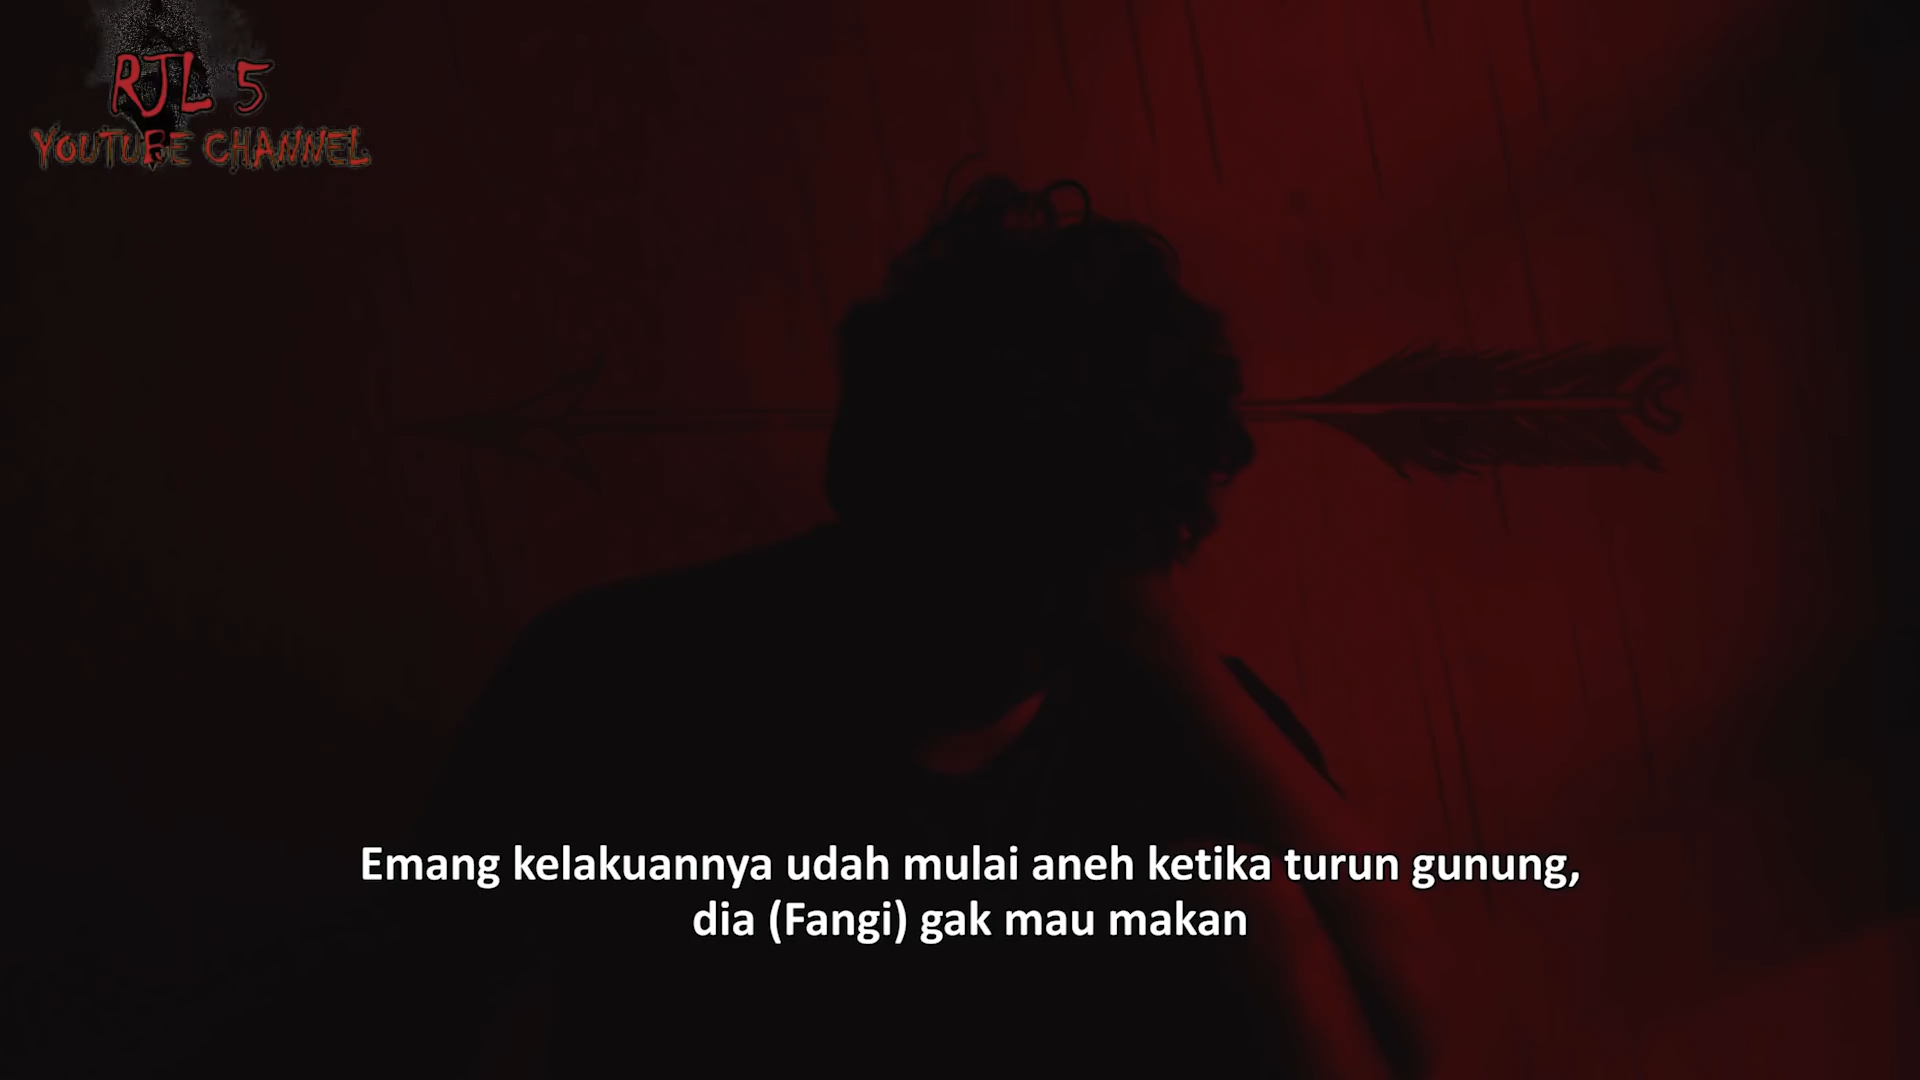 RJL 5
YOUTUBE CHANNEL
Emang kelakuannya udah mulai aneh ketika turun gunung,
dia (Fangi) gak mau makan